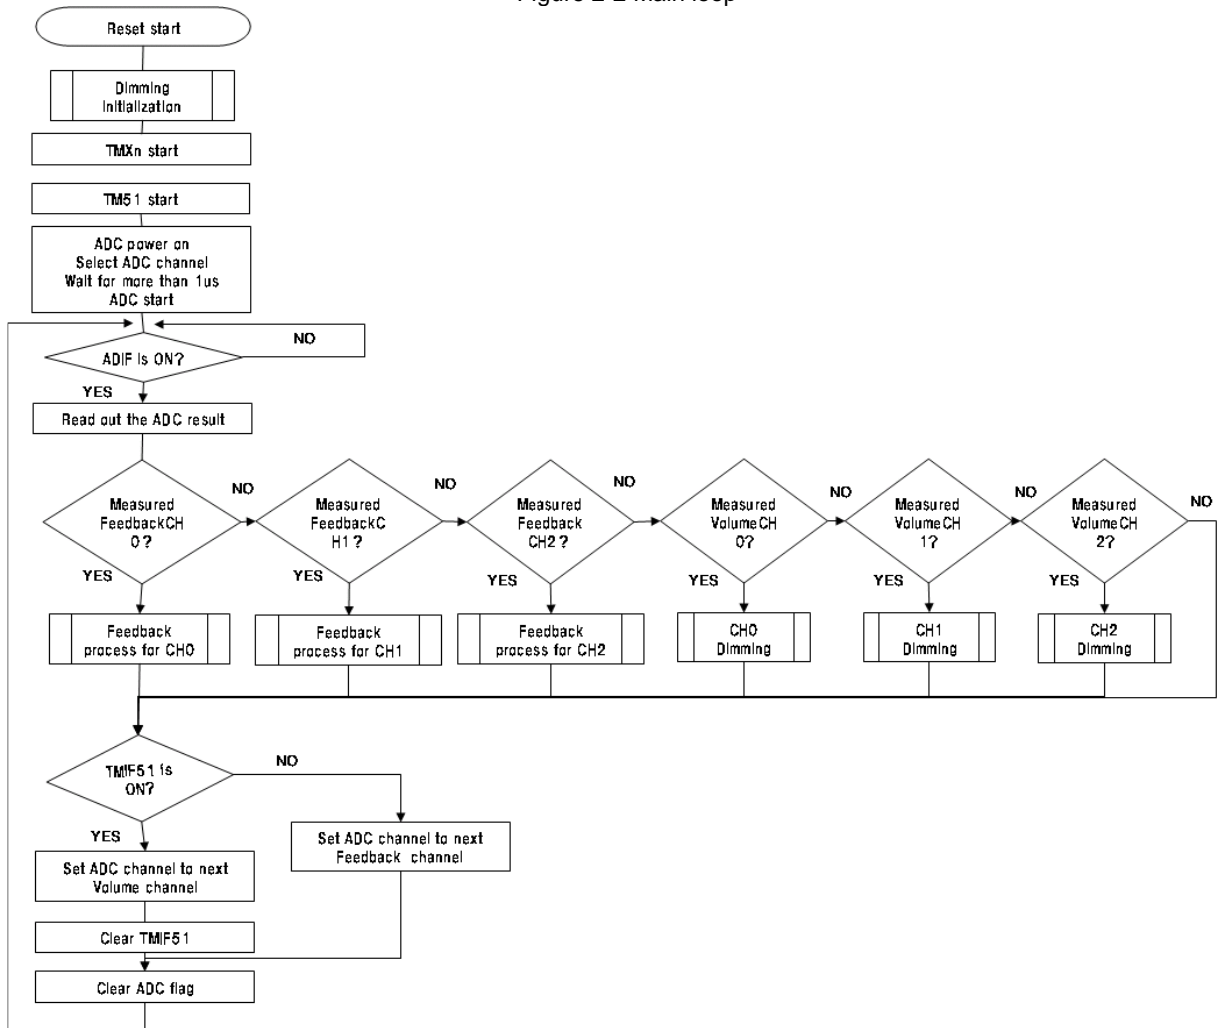 Figure 2-2 main loop
Reset start
Dimming
initialization
TMXn start
TM51 start
ADC power on
Select ADC channel
Wait for more than 1us
ADC start
NO
ADIF is ON?
YES
Read out the ADC result
Measured
FeedbackCH
0?
NO
Measured
FeedbackC
H1?
NO
Measured
Feedback
CH2?
NO
Measured
VolumeCH
0?
NO
Measured
VolumeCH
1?
NO
Measured
VolumeCH
2?
NO
YES
YES
YES
YES
YES
YES
Feedback
process for CH0
Feedback
process for CH1
Feedback
process for CH2
CH0
Dimming
CH1
Dimming
CH2
Dimming
TMIF51 is
ON?
NO
YES
Set ADC channel to next
Feedback channel
Set ADC channel to next
Volume channel
Clear TMIF51
Clear ADC flag